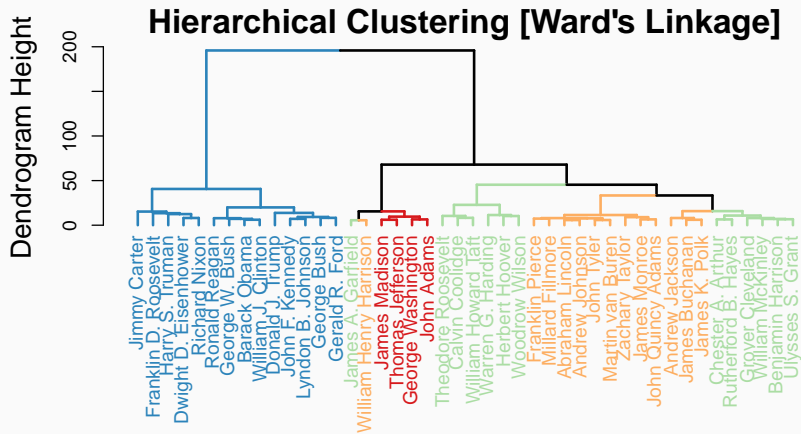 Hierarchical Clustering [Ward's Linkage]
Dendrogram Height
200
100
50
0
Jimmy Carter
Franklin D. Roosevelt
Harry S. Truman
Dwight D. Eisenhower
Richard Nixon
Ronald Reagan
George W. Bush
Barack Obama
William J. Clinton
Donald J. Trump
John F. Kennedy
Lyndon B. Johnson
George Bush
Gerald R. Ford
James A. Garfield
William Henry Harrison
James Madison
Thomas Jefferson
George Washington
John Adams
Theodore Roosevelt
Calvin Coolidge
William Howard Taft
Warren G. Harding
Herbert Hoover
Woodrow Wilson
Franklin Pierce
Millard Fillmore
Abraham Lincoln
Andrew Johnson
John Tyler
Martin van Buren
Zachary Taylor
James Monroe
John Quincy Adams
Andrew Jackson
James Buchanan
James K. Polk
Chester A. Arthur
Rutherford B. Hayes
Grover Cleveland
William McKinley
Benjamin Harrison
Ulysses S. Grant